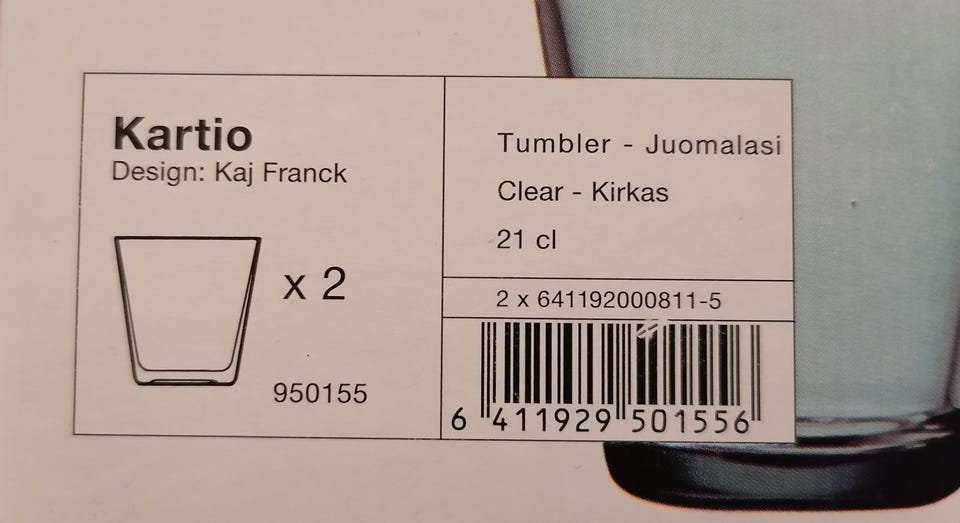 Kartio
Design: Kaj Franck
x 2
950155
Tumbler - Juomalasi
Clear - Kirkas
21 cl
2 x 641192000811-5
6 411929 501556